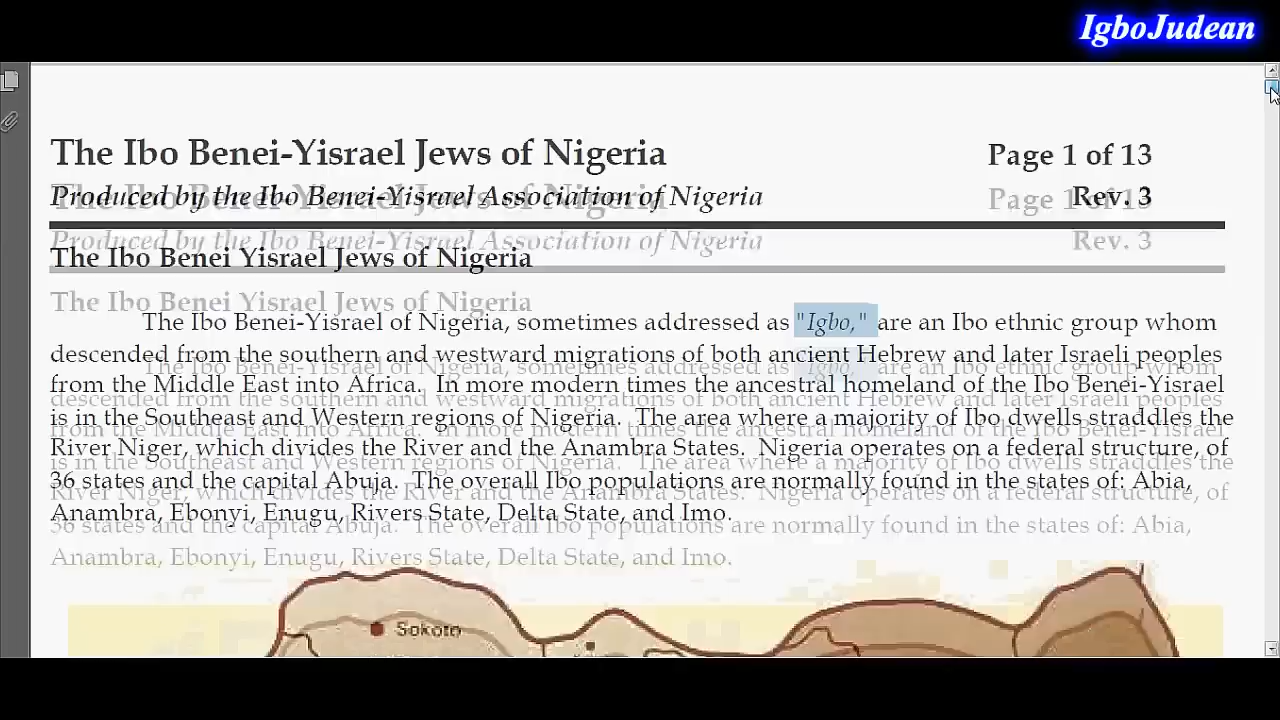 IgboJudean
The Ibo Benei-Yisrael Jews of Nigeria Page 1 of 13
Produced by the Ibo Benei-Yisrael Association of Nigeria Rev. 3
The Ibo Benei Yisrael Jews of Nigeria
The Ibo Benei-Yisrael of Nigeria, sometimes addressed as "Igbo," are an Ibo ethnic group whom
descended from the southern and westward migrations of both ancient Hebrew and later Israeli peoples
from the Middle East into Africa. In more modern times the ancestral homeland of the Ibo Benei-Yisrael
is in the Southeast and Western regions of Nigeria. The area where a majority of Ibo dwells straddles the
River Niger, which divides the River and the Anambra States. Nigeria operates on a federal structure, of
36 states and the capital Abuja. The overall Ibo populations are normally found in the states of: Abia,
Anambra, Ebonyi, Enugu, Rivers State, Delta State, and Imo.
Sokoto